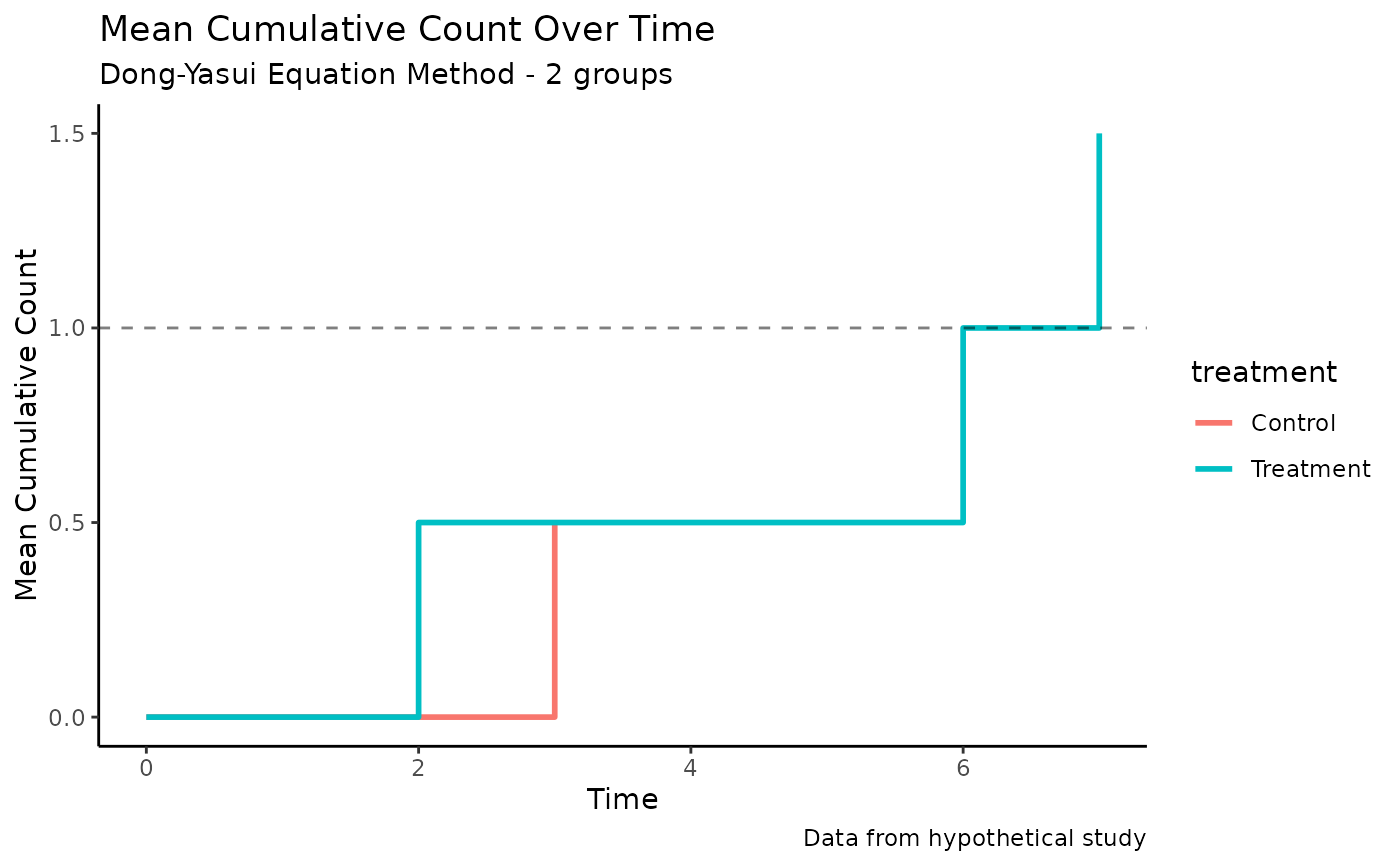 Mean Cumulative Count Over Time
Dong-Yasui Equation Method - 2 groups
Mean Cumulative Count
1.5
1.0
0.5
0.0
0
2
4
6
Time
treatment
Control
Treatment
Data from hypothetical study